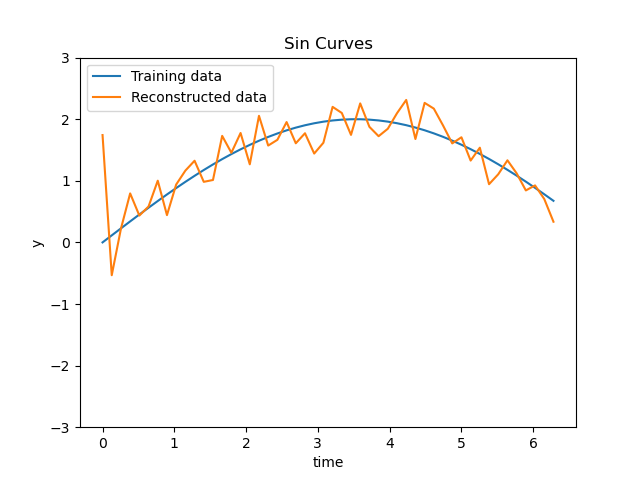 Sin Curves
Training data
Reconstructed data
3
2
1
0
−1
−2
−3
y
0 1 2 3 4 5 6
time